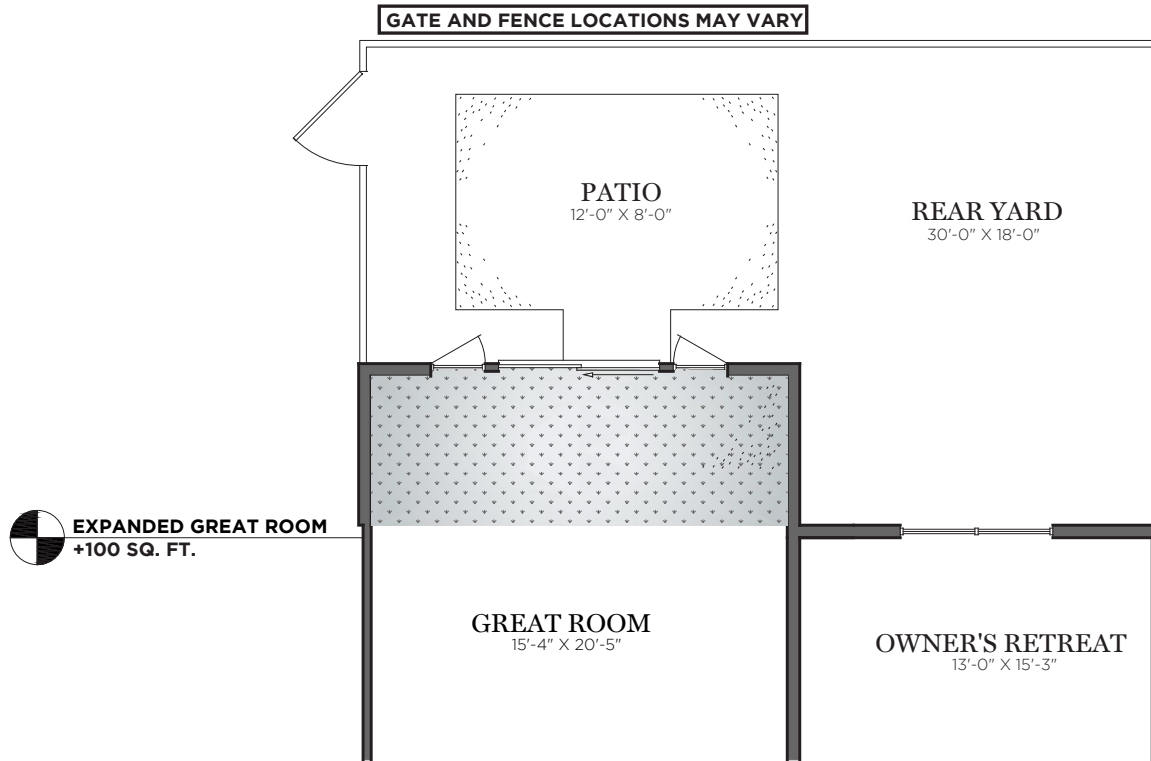 GATE AND FENCE LOCATIONS MAY VARY
PATIO
12'-0" X 8'-0"
REAR YARD
30'-0" X 18'-0"
EXPANDED GREAT ROOM
+100 SQ. FT.
GREAT ROOM
15'-4" X 20'-5"
OWNER'S RETREAT
13'-0" X 15'-3"